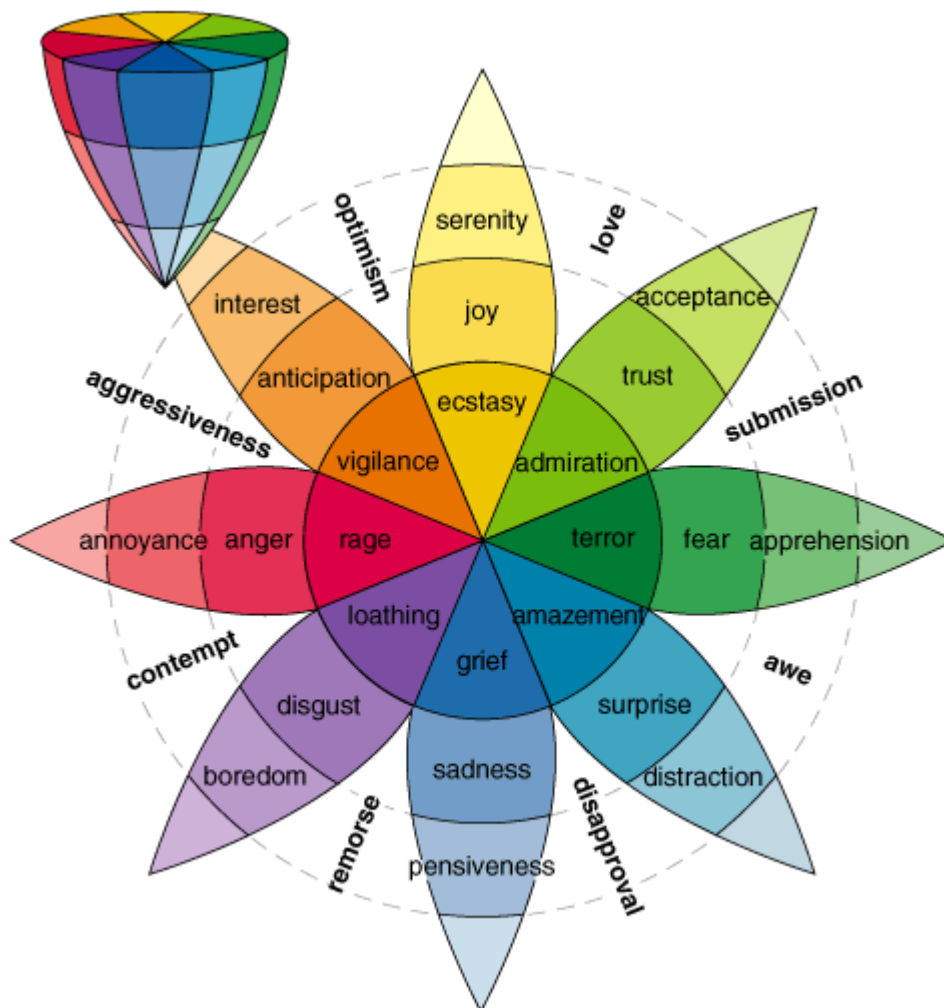 optimism
serenity
love
interest
joy
acceptance
anticipation
ecstasy
trust
aggressiveness
vigilance
admiration
submission
annoyance
anger
rage
terror
fear
apprehension
loathing
amazement
contempt
grief
awe
disgust
surprise
boredom
sadness
distraction
remorse
pensiveness
disapproval